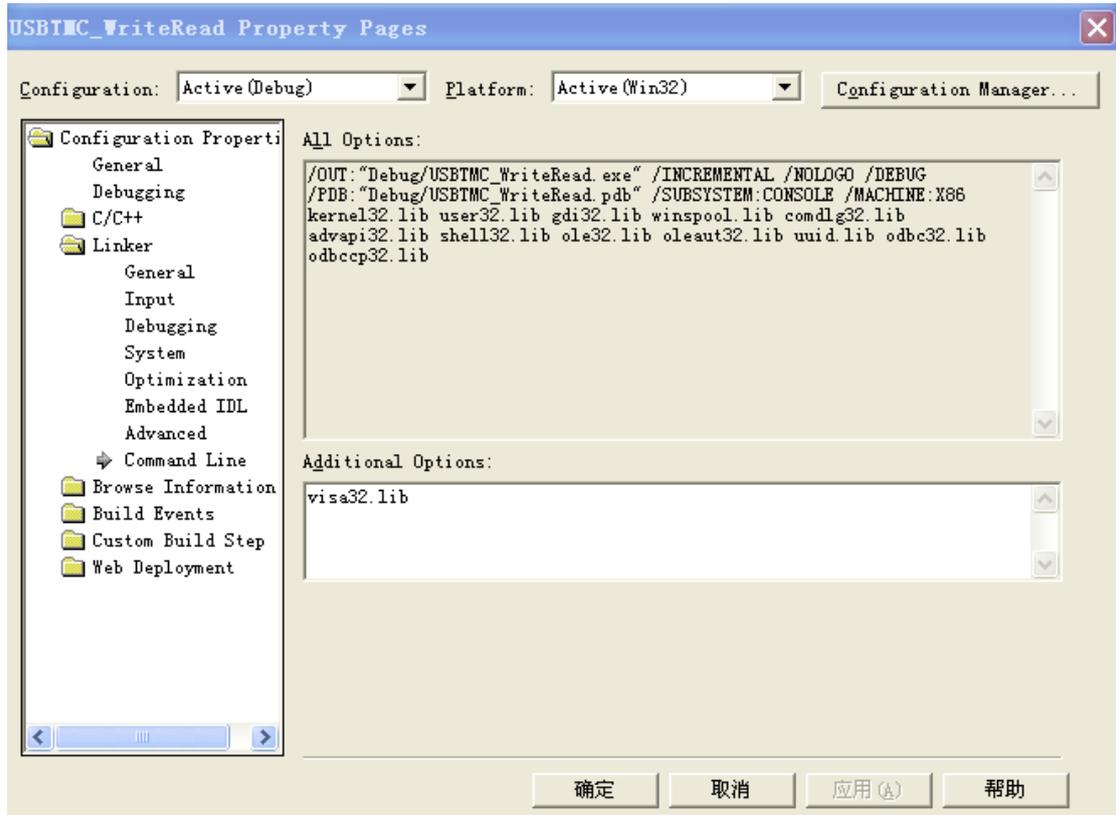 USBTMC_WriteRead Property Pages
Configuration: Active(Debug) Platform: Active(Win32) Configuration Manager...
Configuration Properti
General
Debugging
C/C++
Linker
General
Input
Debugging
System
Optimization
Embedded IDL
Advanced
Command Line
Browse Information
Build Events
Custom Build Step
Web Deployment
All Options:
/OUT:"Debug/USBTMC_WriteRead.exe" /INCREMENTAL /NOLOGO /DEBUG
/PDB:"Debug/USBTMC_WriteRead.pdb" /SUBSYSTEM:CONSOLE /MACHINE:X86
kernel32.lib user32.lib gdi32.lib winspool.lib comdlg32.lib
advapi32.lib shell32.lib ole32.lib oleaut32.lib uuid.lib odbc32.lib
odbccp32.lib
Additional Options:
visa32.lib
确定 取消 应用(A) 帮助